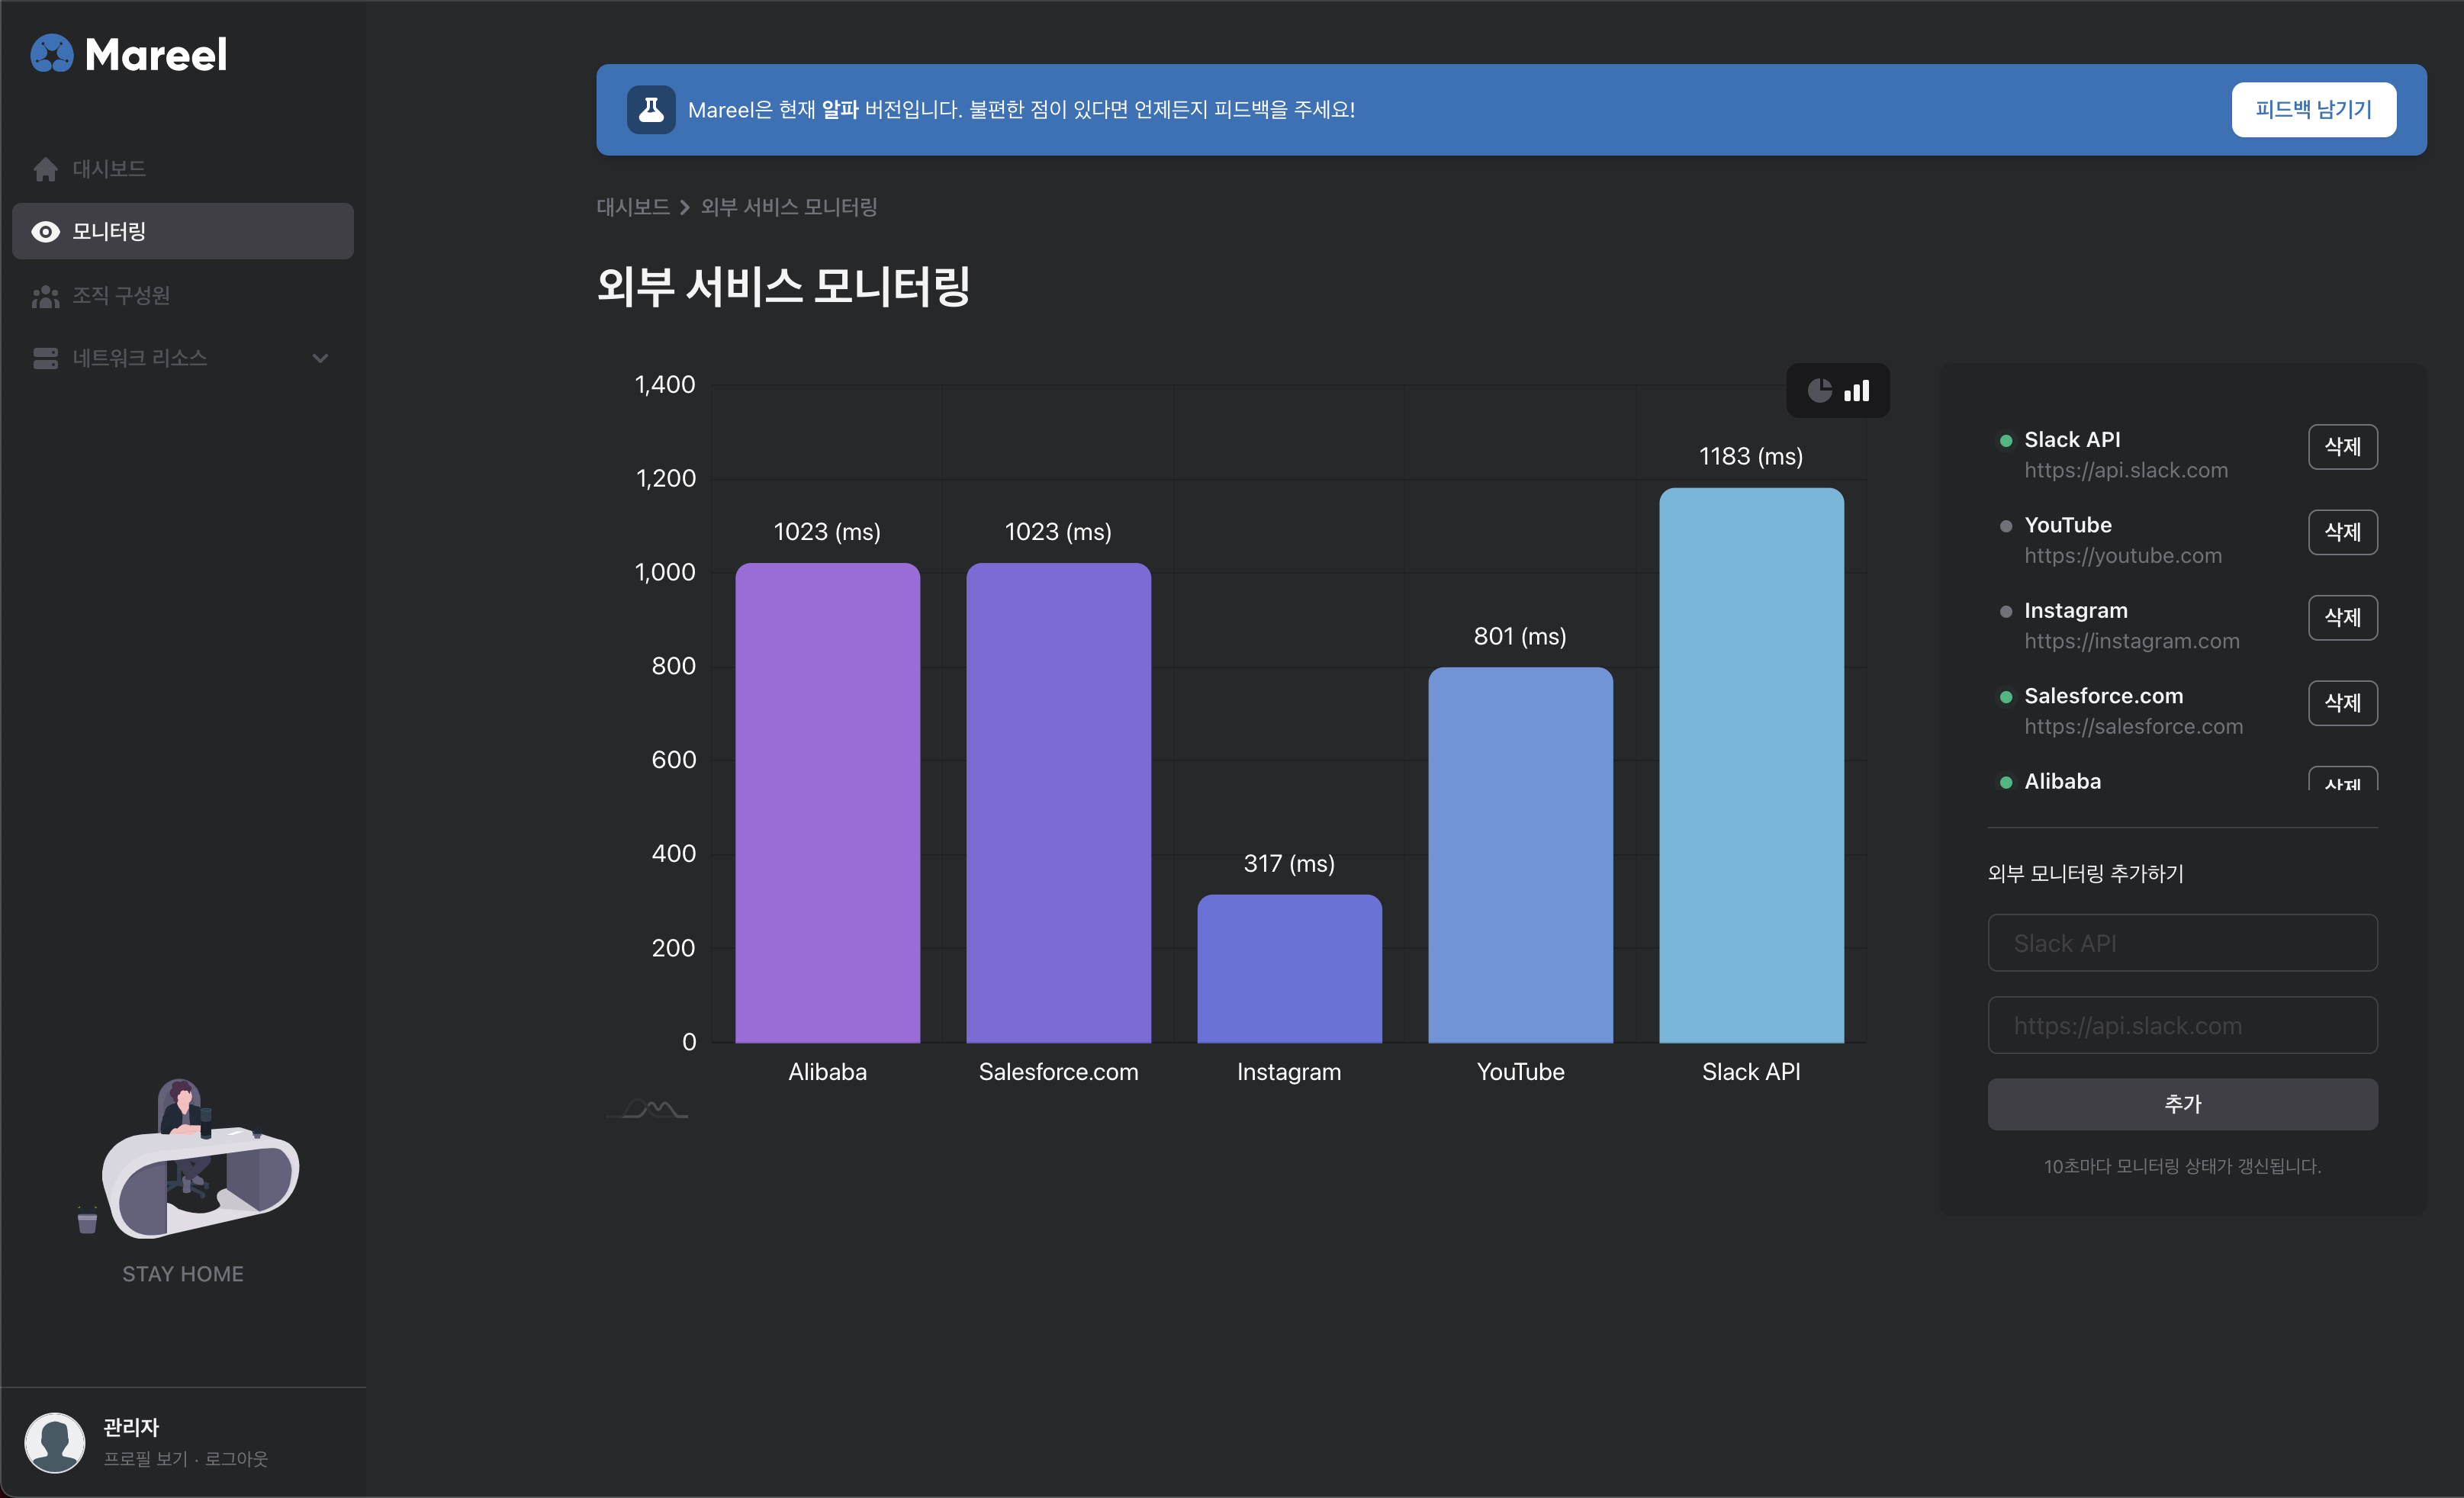 Mareel
대시보드
모니터링
조직 구성원
네트워크 리소스
STAY HOME
관리자
프로필 보기 · 로그아웃
Mareel은 현재 알파 버전입니다. 불편한 점이 있다면 언제든지 피드백을 주세요!
피드백 남기기
대시보드 > 외부 서비스 모니터링
외부 서비스 모니터링
1,400
1,200
1,000
800
600
400
200
0
1023 (ms)
1023 (ms)
317 (ms)
801 (ms)
1183 (ms)
Alibaba
Salesforce.com
Instagram
YouTube
Slack API
Slack API
삭제
https://api.slack.com
YouTube
삭제
https://youtube.com
Instagram
삭제
https://instagram.com
Salesforce.com
삭제
https://salesforce.com
Alibaba
삭제
외부 모니터링 추가하기
Slack API
https://api.slack.com
추가
10초마다 모니터링 상태가 갱신됩니다.